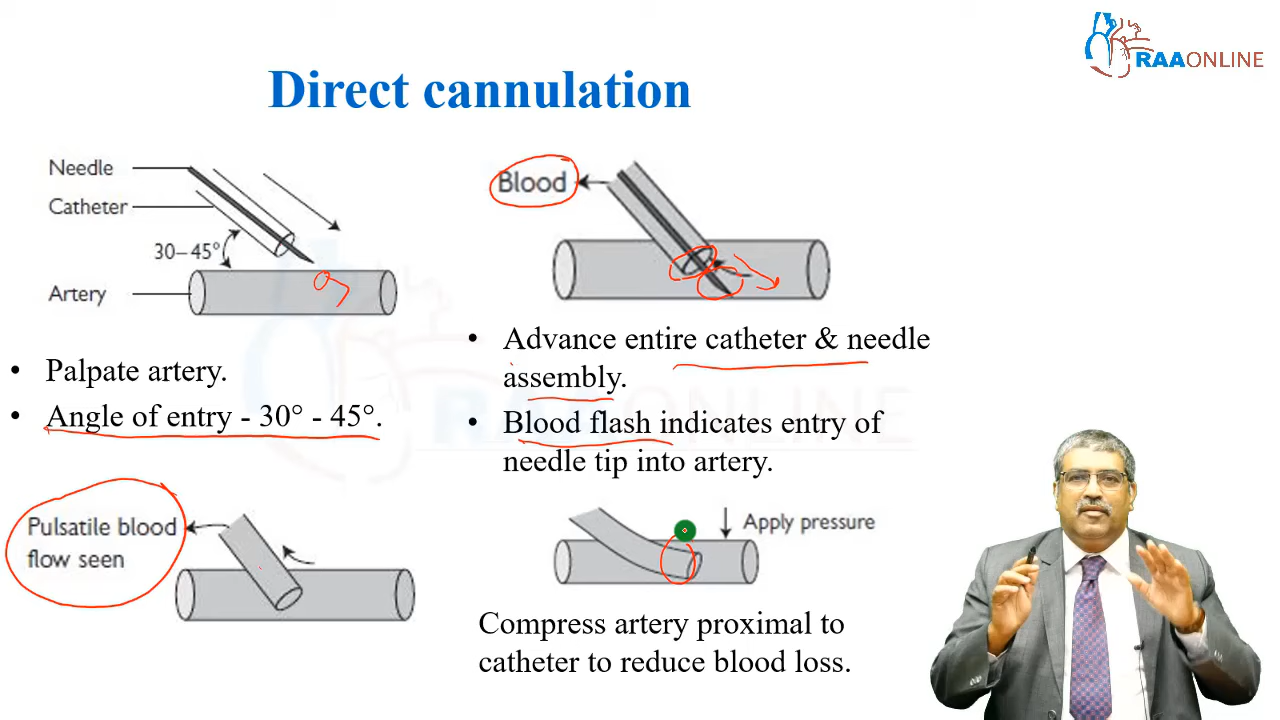 RAAONLINE
Direct cannulation
Needle
Catheter
30–45°
Artery
• Palpate artery.
• Angle of entry - 30° - 45°.
Blood
• Advance entire catheter & needle
assembly.
• Blood flash indicates entry of
needle tip into artery.
Pulsatile blood
flow seen
Apply pressure
Compress artery proximal to
catheter to reduce blood loss.
RAAONLINE